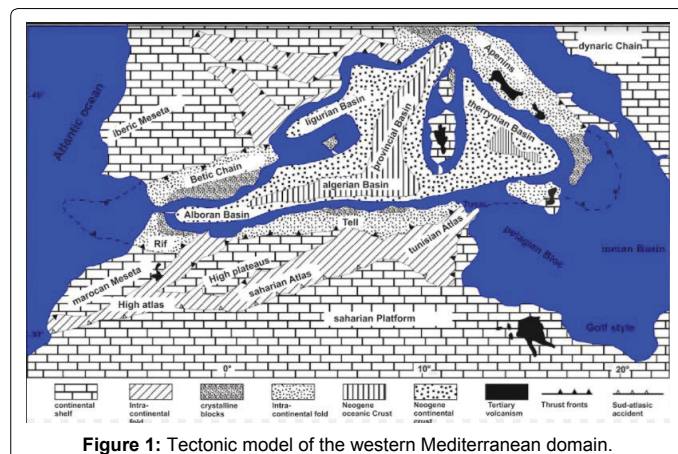 dynaric Chain
Apenins
Atlantic ocean
iberic Meseta
ligurian Basin
provincial Basin
therrynian Basin
Betic Chain
algerian Basin
Alboran Basin
Tell
Rif
tunisian Atlas
pelagian Bloc
ionian Basin
marocan Meseta
High plateaus
saharian Atlas
High atlas
saharian Platform
Golf style
0°
10°
20°
continental
shelf
Intra-
continental
fold
crystalline
blocks
Intra-
continental fold
Neogene
oceanic Crust
Neogene
continental
crust
Tertiary
volcanism
Thrust fronts
Sud-atlasic
accident
Figure 1: Tectonic model of the western Mediterranean domain.